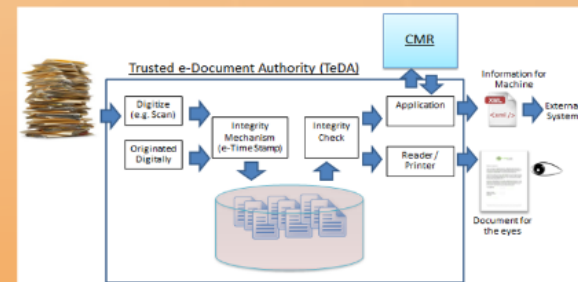 CMR
Trusted e-Document Authority (TeDA)
Information for
Machine
Digitize
(e.g. Scan)
Application
XML
External
System
Integrity
Mechanism
(e-Time Stamp)
Integrity
Check
Originated
Digitally
Reader/
Printer
Document for
the eyes